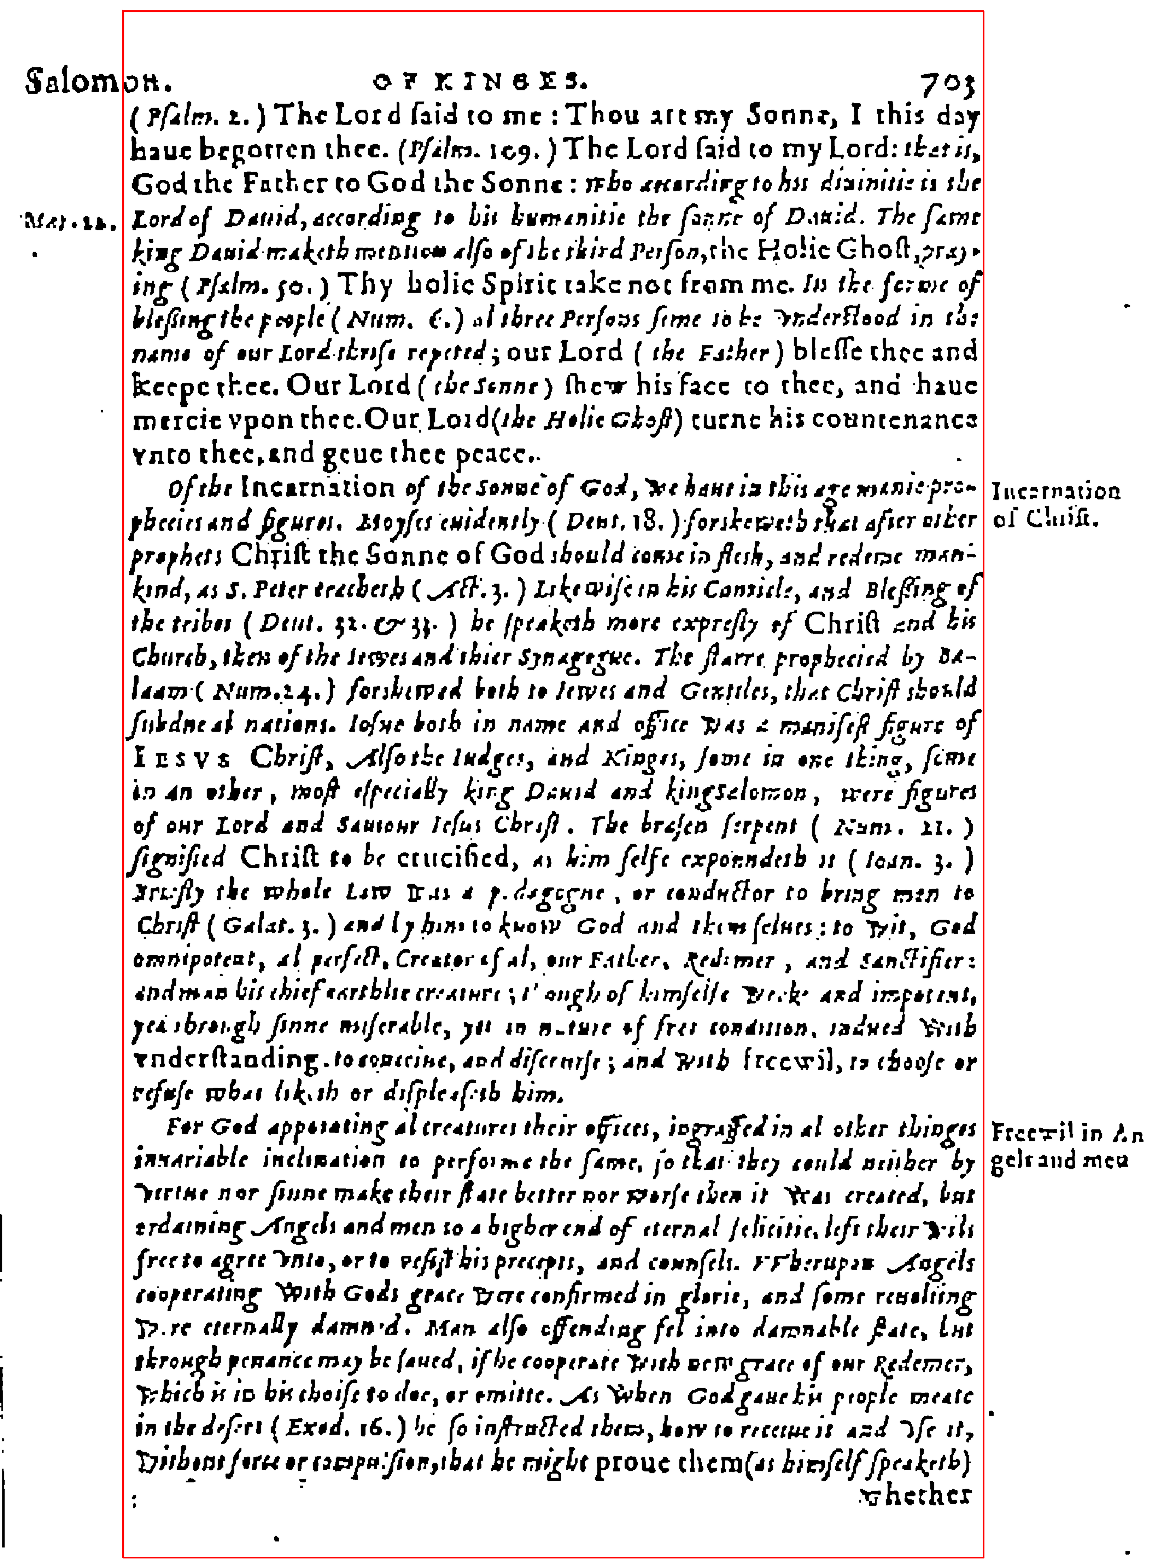 Salomon. OF KINGES. 703
(Psalm. 2.) The Lord said to me: Thou art my Sonne, I this day
haue begotten thee. (Psalm. 109.) The Lord said to my Lord: that is,
God the Father to God the Sonne: who according to his diuinitie is the
Mat. 22. Lord of Dauid, according to his humanitie the sonne of Dauid. The same
king Dauid maketh mention also of the third Person, the Holie Ghost, pray-
ing (Psalm. 50.) Thy holie Spirit take not from me. In the forme of
blessing the people (Num. 6.) al three Persons seme to be vnderstood in the
name of our Lord thrise repeted; our Lord (the Father) blesse thee and
keepe thee. Our Lord (the Sonne) shew his face to thee, and haue
mercie vpon thee. Our Lord (the Holie Ghost) turne his countenance
vnto thee, and geue thee peace.
Of the Incarnation of the Sonne of God, we haue in this age manie pro- Incarnation
phecies and figures. Moyses euidently (Deut. 18.) forsheweth that after other of Christ.
prophets Christ the Sonne of God should come in flesh, and redeme man-
kind, as S. Peter teacheth (Act. 3.) Likewise in his Canticle, and Blessing of
the tribes (Deut. 32. & 33.) he speaketh more expresly of Christ and his
Church, then of the Iewes and thier Synagogue. The starre prophecied by Ba-
laam (Num. 24.) forshewed both to Iewes and Gentiles, that Christ should
subdue al nations. Iosue both in name and office was a manifest figure of
IESVS Christ, Also the Iudges, and Kinges, some in one thing, some
in an other, most especially king Dauid and king Salomon, were figures
of our Lord and Sauiour Iesus Christ. The brasen serpent (Num. 21.)
signified Christ to be crucified, as him selfe expoundeth it (Ioan. 3.)
Briefly the whole Law was a pedagogue, or conductor to bring men to
Christ (Galat. 3.) and by him to know God and them selues: to wit, God
omnipotent, al perfect, Creator of al, our Father, Redemer, and Sanctifier:
and man his chief earthlie creature; though of himselfe weake and impotent,
yea through sinne miserable, yet in nature of free condition, indued with
vnderstanding, to conceiue, and discourse; and with freewil, to choose or
refuse what liketh or displeaseth him.
For God appointing al creatures their offices, ingraffed in al other thinges Freewil in An
inuariable inclination to performe the same, so that they could neither by gels and men
vertue nor sinne make their state better nor worse then it was created, but
ordaining Angels and men to a higher end of eternal felicitie, left their wils
free to agree vnto, or to resist his precepts, and counsels. VVherupon Angels
cooperating with Gods grace were confirmed in glorie, and some reuolting
were eternally damned. Man also offending fel into damnable state, but
through penance may be saued, if he cooperate with new grace of our Redemer,
which is in his choise to doe, or omitte. As when God gaue his people meate
in the desert (Exod. 16.) he so instructed them, how to receiue it and vse it,
without force or compulsion, that he might proue them (as himself speaketh)
whether